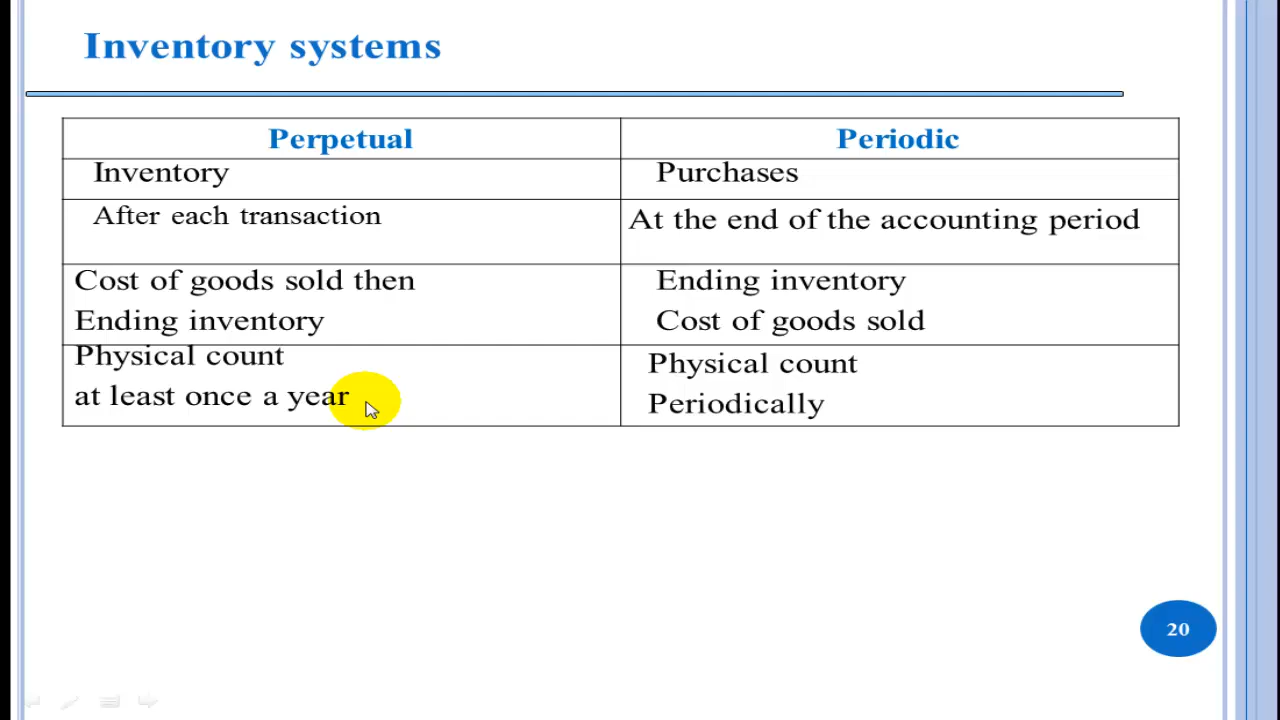 Inventory systems
Perpetual
Periodic
Inventory
Purchases
After each transaction
At the end of the accounting period
Cost of goods sold then
Ending inventory
Ending inventory
Cost of goods sold
Physical count
at least once a year
Physical count
Periodically
20